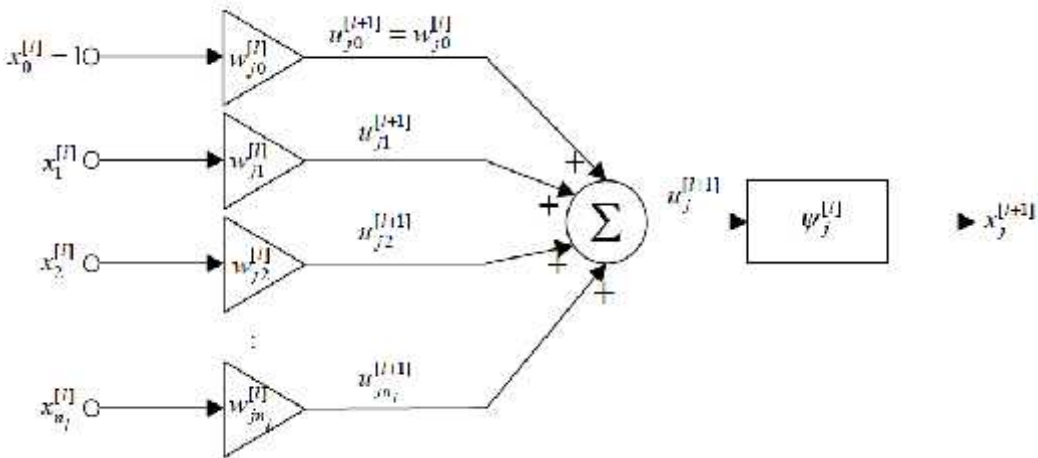 x_0^{[l]} = 1
w_{j0}^{[l]}
u_{j0}^{[l+1]} = w_{j0}^{[l]}
x_1^{[l]}
w_{j1}^{[l]}
u_{j1}^{[l+1]}
+
+
Σ
u_j^{[l+1]}
ψ_j^{[l]}
x_j^{[l+1]}
x_2^{[l]}
w_{j2}^{[l]}
u_{j2}^{[l+1]}
+
+
⋮
x_{n_l}^{[l]}
w_{jn_l}^{[l]}
u_{jn_l}^{[l+1]}